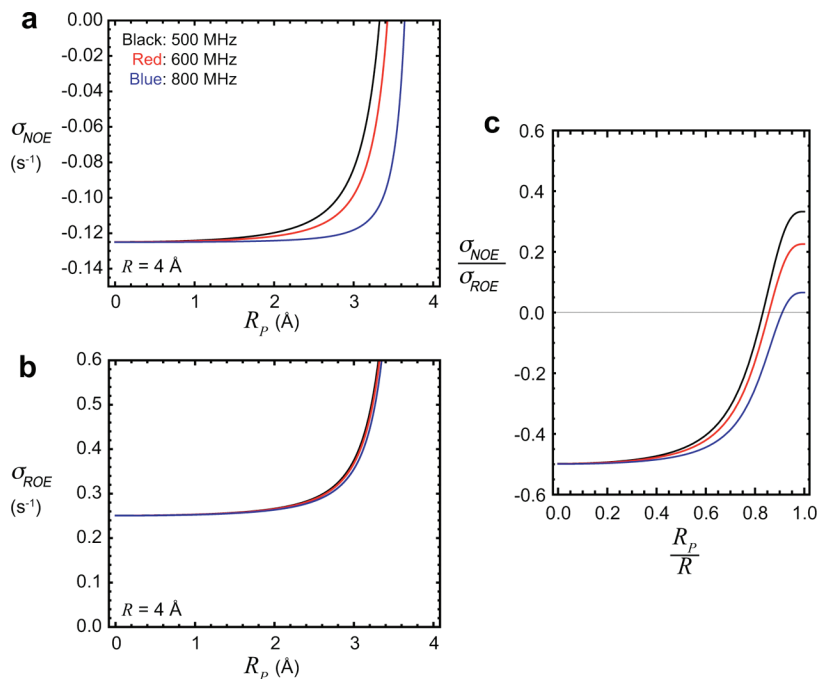 a
0.00
-0.02
-0.04
-0.06
-0.08
-0.10
-0.12
-0.14
σNOE
(s⁻¹)
Black: 500 MHz
Red: 600 MHz
Blue: 800 MHz
R = 4 Å
0 1 2 3 4
RP (Å)
b
0.6
0.5
0.4
0.3
0.2
0.1
0.0
σROE
(s⁻¹)
R = 4 Å
0 1 2 3 4
RP (Å)
c
0.6
0.4
0.2
0.0
-0.2
-0.4
-0.6
σNOE
σROE
0.0 0.2 0.4 0.6 0.8 1.0
RP
R